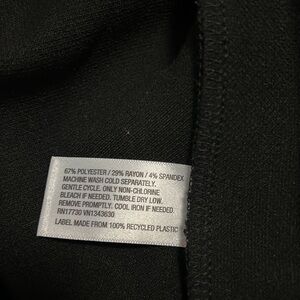 67% POLYESTER / 29% RAYON / 4% SPANDEX
MACHINE WASH COLD SEPARATELY.
GENTLE CYCLE. ONLY NON-CHLORINE
BLEACH IF NEEDED. TUMBLE DRY LOW.
REMOVE PROMPTLY. COOL IRON IF NEEDED.
RN17730 VN1343630
LABEL MADE FROM 100% RECYCLED PLASTIC